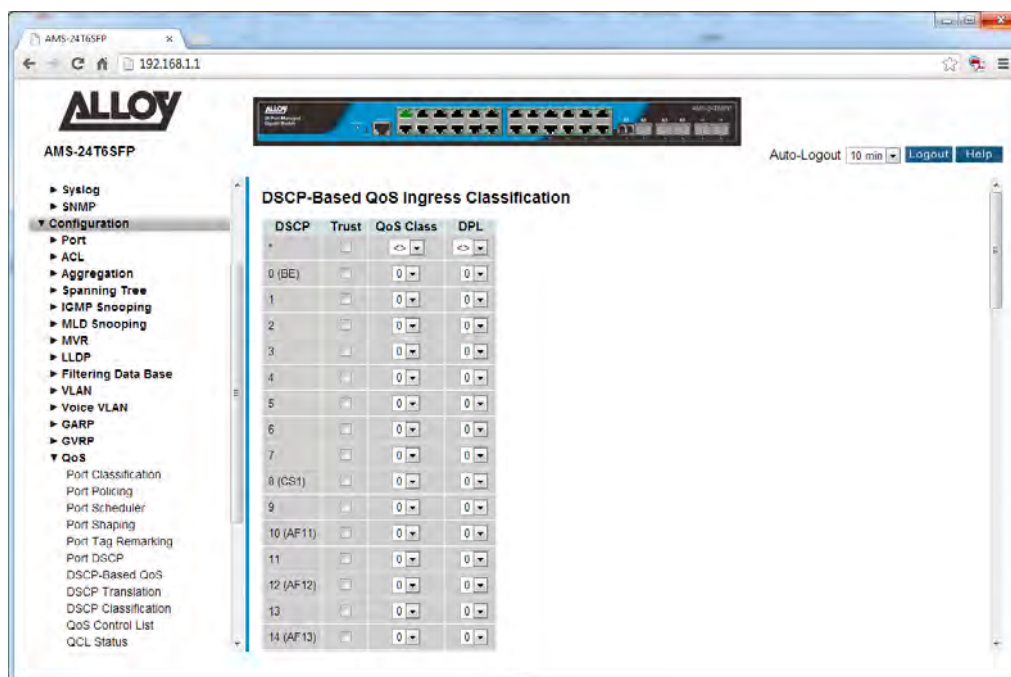 AMS-24T6SFP
192.168.1.1
ALLOY
AMS-24T6SFP
ALLOY
Auto-Logout 10 min Logout Help
Syslog
SNMP
Configuration
Port
ACL
Aggregation
Spanning Tree
IGMP Snooping
MLD Snooping
MVR
LLDP
Filtering Data Base
VLAN
Voice VLAN
GARP
GVRP
QoS
Port Classification
Port Policing
Port Scheduler
Port Shaping
Port Tag Remarking
Port DSCP
DSCP-Based QoS
DSCP Translation
DSCP Classification
QoS Control List
QCL Status
DSCP-Based QoS Ingress Classification
DSCP Trust QoS Class DPL
* <> <>
0 (BE) 0 0
1 0 0
2 0 0
3 0 0
4 0 0
5 0 0
6 0 0
7 0 0
8 (CS1) 0 0
9 0 0
10 (AF11) 0 0
11 0 0
12 (AF12) 0 0
13 0 0
14 (AF13) 0 0